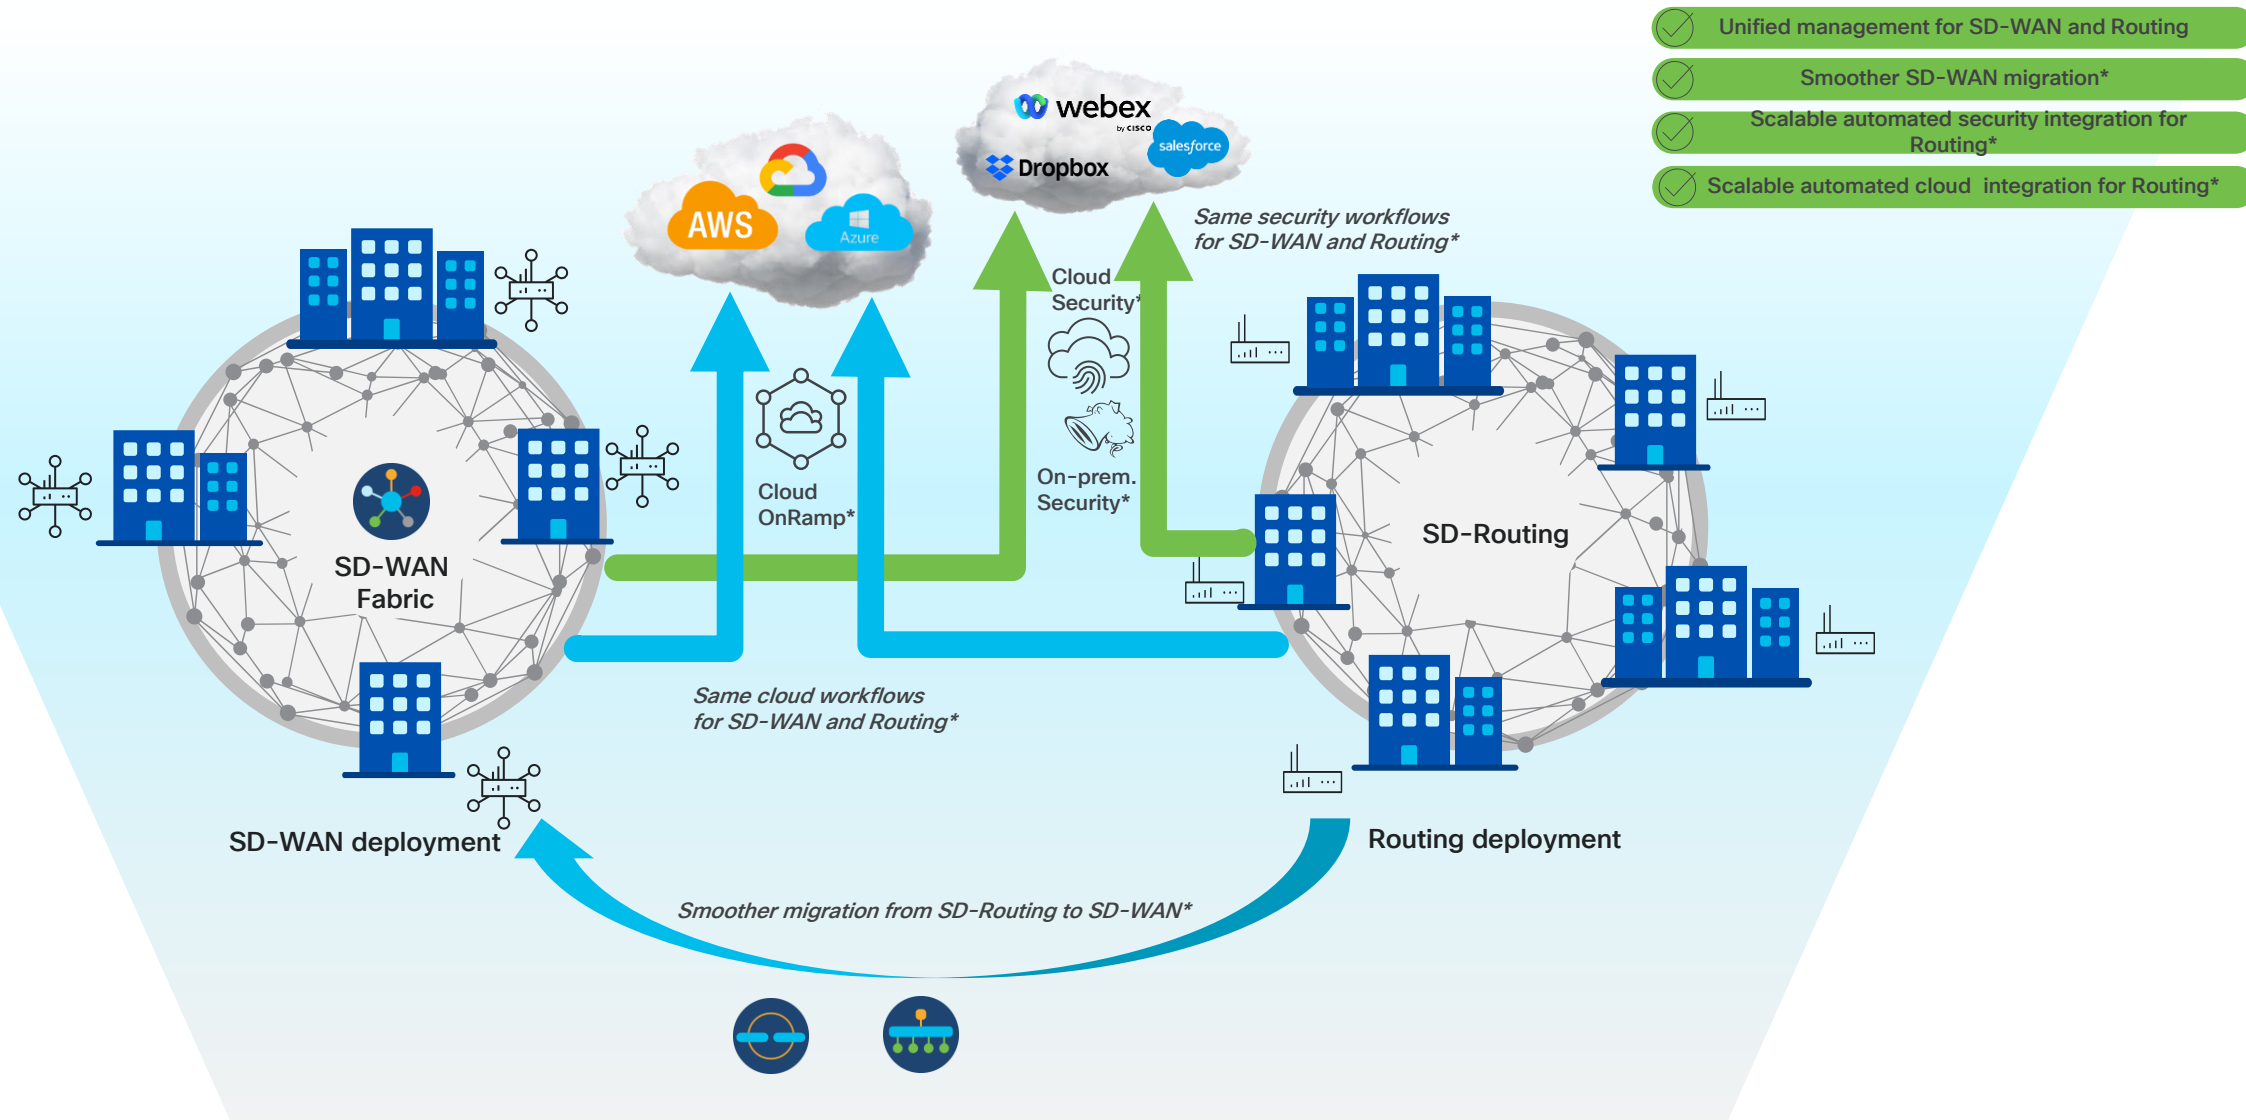 Unified management for SD-WAN and Routing
Smoother SD-WAN migration*
Scalable automated security integration for
Routing*
Scalable automated cloud integration for Routing*
webex
by CISCO
salesforce
Dropbox
AWS
Azure
Same security workflows
for SD-WAN and Routing*
Cloud
Security*
On-prem.
Security*
Cloud
OnRamp*
SD-WAN
Fabric
SD-Routing
Same cloud workflows
for SD-WAN and Routing*
SD-WAN deployment
Routing deployment
Smoother migration from SD-Routing to SD-WAN*